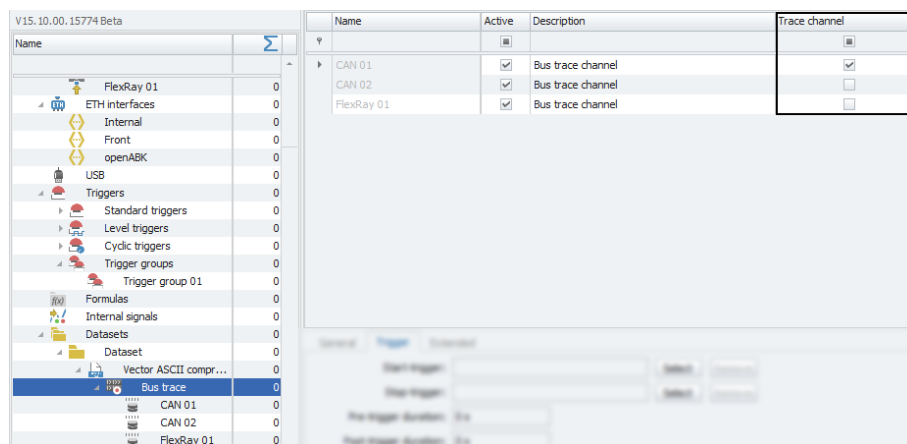 V15.10.00.15774 Beta
Name
FlexRay 01 0
ETH interfaces 0
Internal 0
Front 0
openABK 0
USB 0
Triggers 0
Standard triggers 0
Level triggers 0
Cyclic triggers 0
Trigger groups 0
Trigger group 01 0
f(x) Formulas 0
Internal signals 0
Datasets 0
Dataset 0
Vector ASCII compr... 0
Bus trace 0
CAN 01 0
CAN 02 0
FlexRay 01 0
Name Active Description Trace channel
CAN 01 Bus trace channel
CAN 02 Bus trace channel
FlexRay 01 Bus trace channel
General Trigger Extended
Start trigger: Select
Stop trigger: Select
Pre-trigger duration: 0 s
Post-trigger duration: 0 s